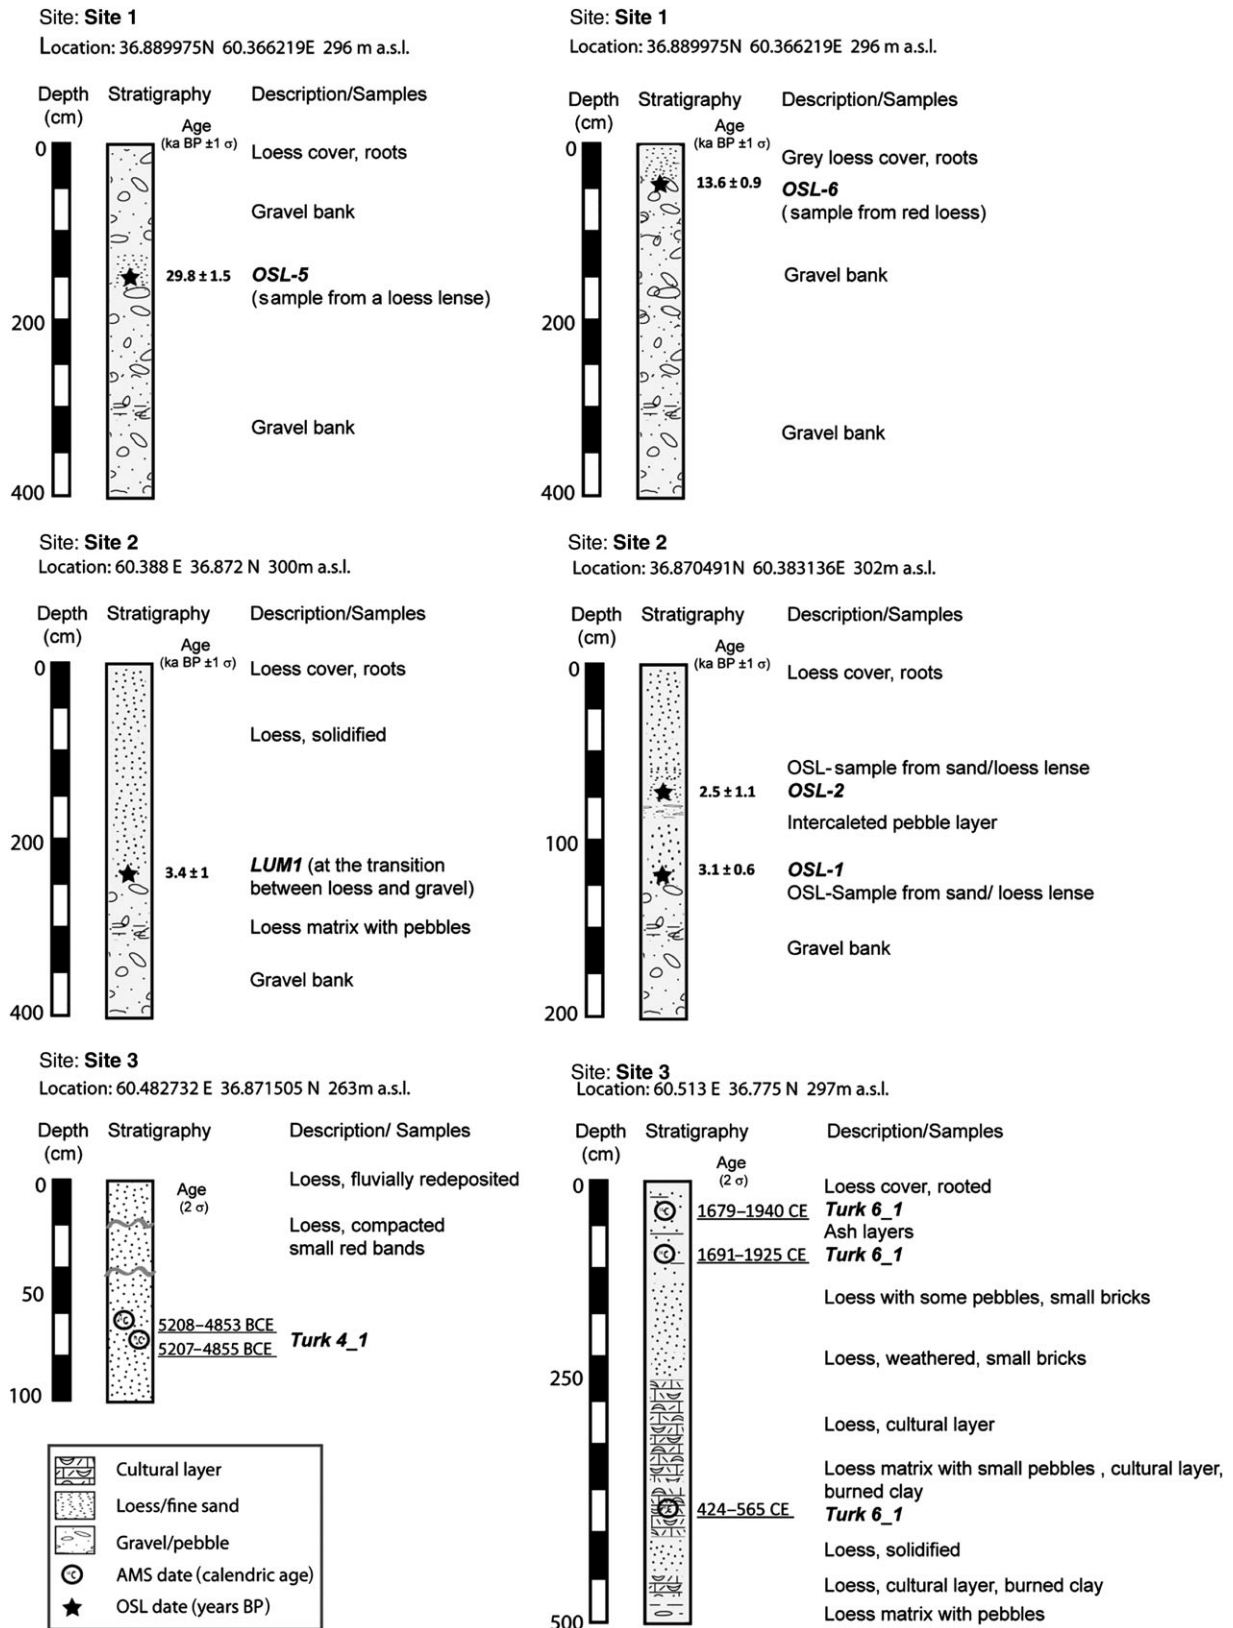 Site: Site 1
Location: 36.889975N 60.366219E 296 m a.s.l.
Depth Stratigraphy Description/Samples
(cm)
Age
(ka BP ±1 σ)
0
Loess cover, roots
Gravel bank
29.8 ± 1.5 OSL-5
(sample from a loess lense)
200
Gravel bank
400
Site: Site 1
Location: 36.889975N 60.366219E 296 m a.s.l.
Depth Stratigraphy Description/Samples
(cm)
Age
(ka BP ±1 σ)
0
Grey loess cover, roots
13.6 ± 0.9 OSL-6
(sample from red loess)
Gravel bank
200
Gravel bank
400
Site: Site 2
Location: 60.388 E 36.872 N 300m a.s.l.
Depth Stratigraphy Description/Samples
(cm)
Age
(ka BP ±1 σ)
0
Loess cover, roots
Loess, solidified
200
3.4 ± 1 LUM1 (at the transition
between loess and gravel)
Loess matrix with pebbles
Gravel bank
400
Site: Site 2
Location: 36.870491N 60.383136E 302m a.s.l.
Depth Stratigraphy Description/Samples
(cm)
Age
(ka BP ±1 σ)
0
Loess cover, roots
OSL-sample from sand/loess lense
2.5 ± 1.1 OSL-2
Intercaleted pebble layer
100
3.1 ± 0.6 OSL-1
OSL-Sample from sand/ loess lense
Gravel bank
200
Site: Site 3
Location: 60.482732 E 36.871505 N 263m a.s.l.
Depth Stratigraphy Description/ Samples
(cm)
Age
(2 σ)
0
Loess, fluvially redeposited
Loess, compacted
small red bands
50
5208–4853 BCE
5207–4855 BCE
Turk 4_1
100
Site: Site 3
Location: 60.513 E 36.775 N 297m a.s.l.
Depth Stratigraphy Description/Samples
(cm)
Age
(2 σ)
0
Loess cover, rooted
1679–1940 CE Turk 6_1
Ash layers
1691–1925 CE Turk 6_1
Loess with some pebbles, small bricks
Loess, weathered, small bricks
250
Loess, cultural layer
Loess matrix with small pebbles , cultural layer,
burned clay
424–565 CE Turk 6_1
Loess, solidified
Loess, cultural layer, burned clay
Loess matrix with pebbles
500
Cultural layer
Loess/fine sand
Gravel/pebble
AMS date (calendric age)
OSL date (years BP)